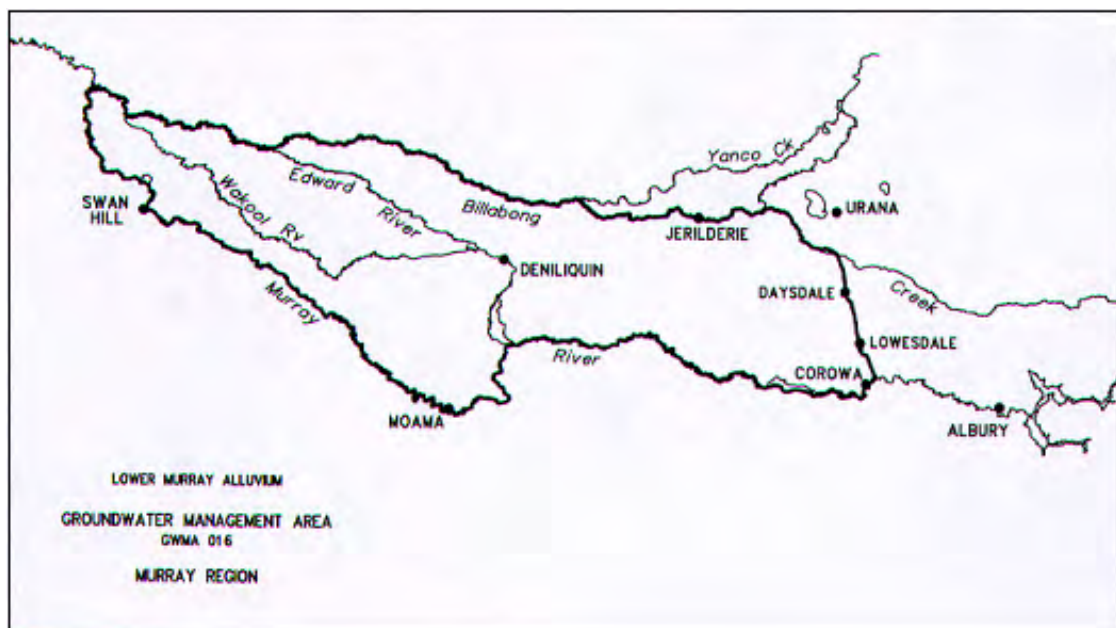 Yanco Ck
Edward
River
Billabong
Wakool Rv
URANA
SWAN
HILL
JERILDERIE
DENILIQUIN
DAYSDALE
Creek
Murray
River
LOWESDALE
COROWA
MOAMA
ALBURY
LOWER MURRAY ALLUVIUM
GROUNDWATER MANAGEMENT AREA
GWMA 016
MURRAY REGION